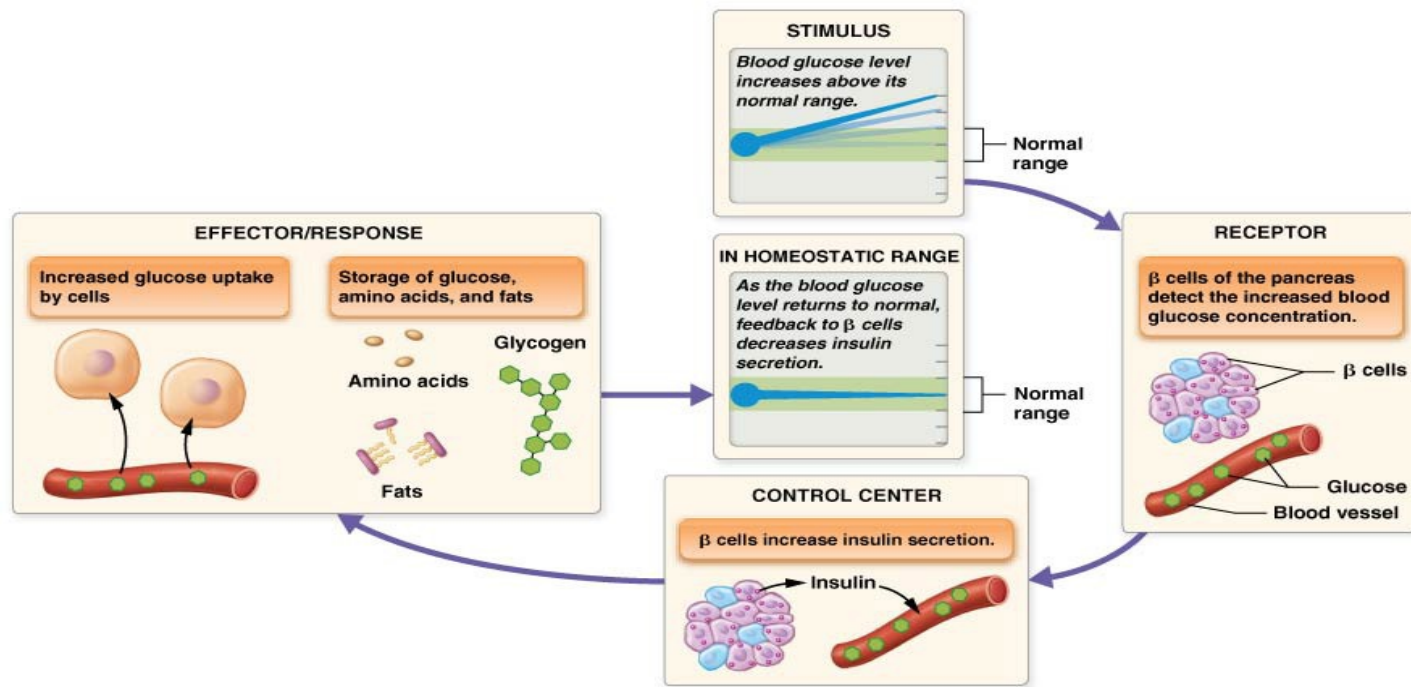 STIMULUS
Blood glucose level
increases above its
normal range.
Normal
range
RECEPTOR
β cells of the pancreas
detect the increased blood
glucose concentration.
β cells
Glucose
Blood vessel
CONTROL CENTER
β cells increase insulin secretion.
Insulin
EFFECTOR/RESPONSE
Increased glucose uptake
by cells
Storage of glucose,
amino acids, and fats
Amino acids
Glycogen
Fats
IN HOMEOSTATIC RANGE
As the blood glucose
level returns to normal,
feedback to β cells
decreases insulin
secretion.
Normal
range